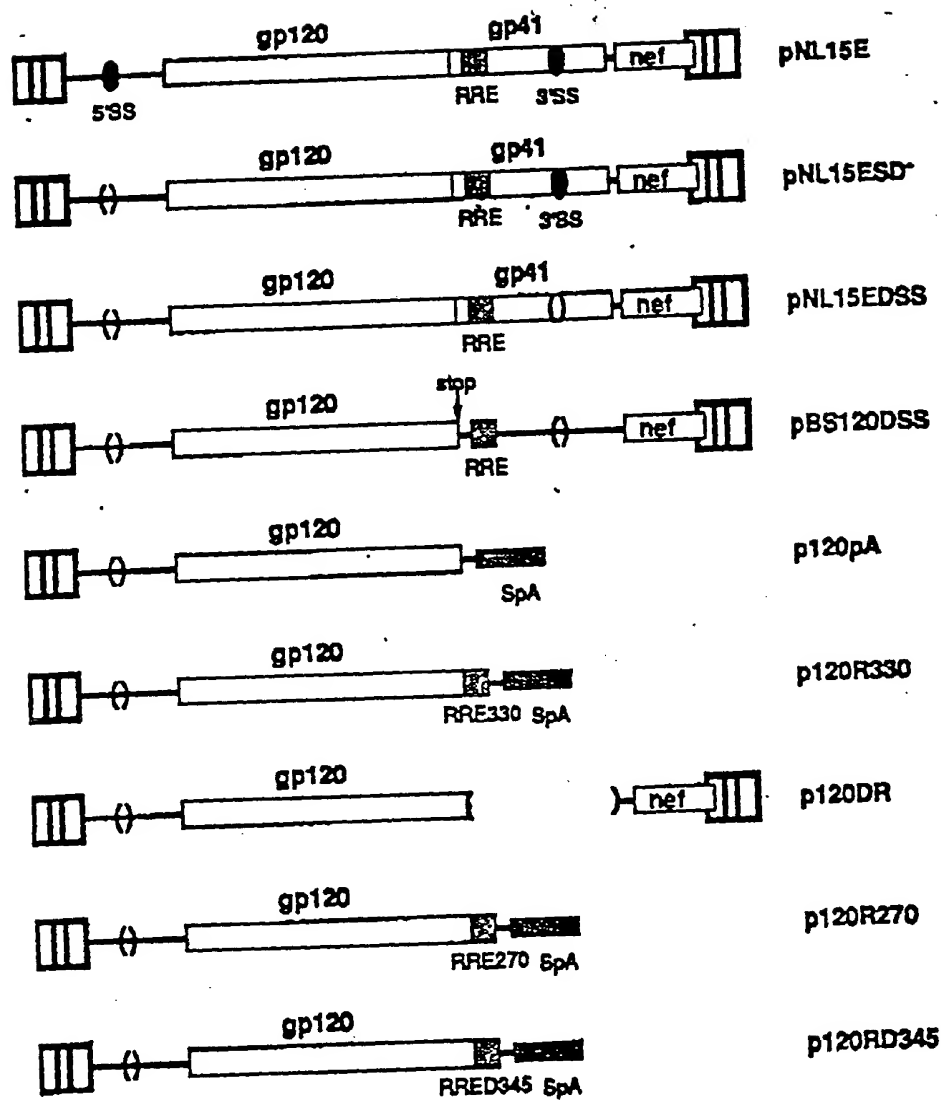 gp120 gp41 pNL15E
nef
5'SS RRE 3'SS
gp120 gp41 pNL15ESD-
nef
RRE 3'SS
gp120 gp41 pNL15EDSS
nef
RRE
stop
gp120 pBS120DSS
nef
RRE
gp120 p120pA
SpA
gp120 p120R330
RRE330 SpA
gp120 p120DR
nef
gp120 p120R270
RRE270 SpA
gp120 p120RD345
RRED345 SpA